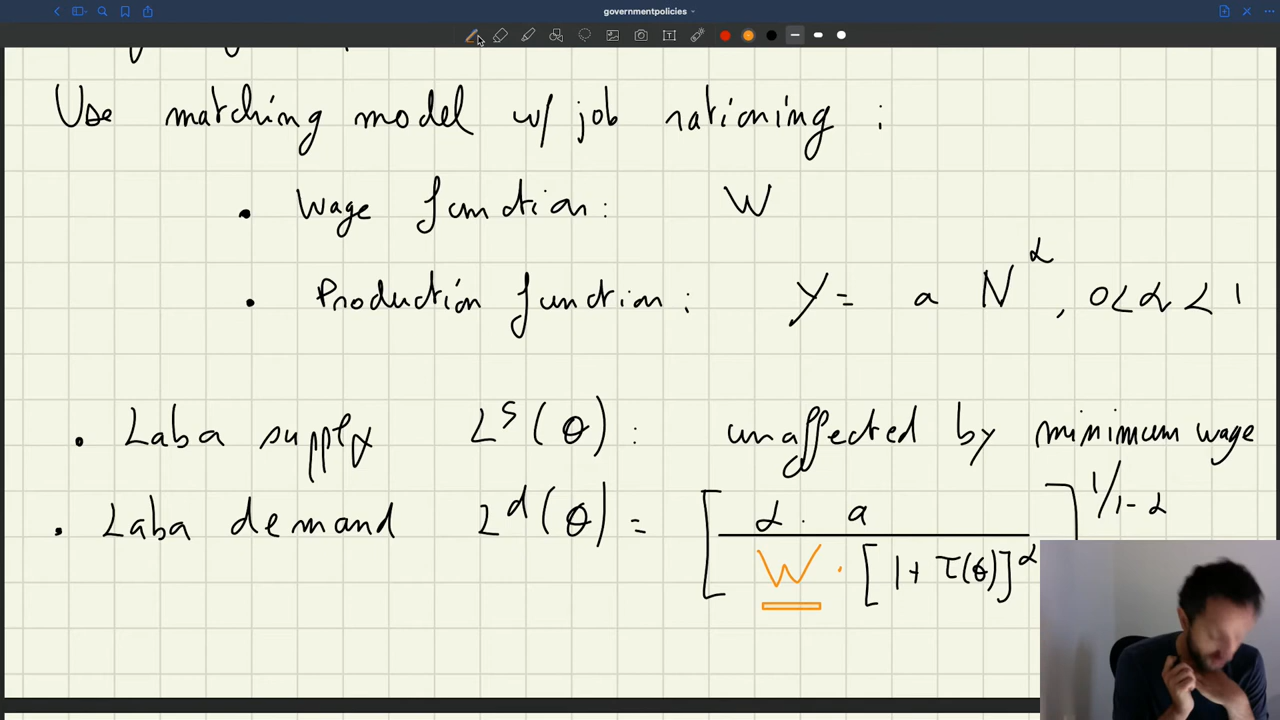 governmentpolicies
Use matching model w/ job rationing :
• Wage function: W
• Production function: Y = a N^α, 0<α<1
• Labor supply L^s(θ): unaffected by minimum wage
• Labor demand L^d(θ) = [α · a / W · [1+ τ(θ)]^α]^1/1-α